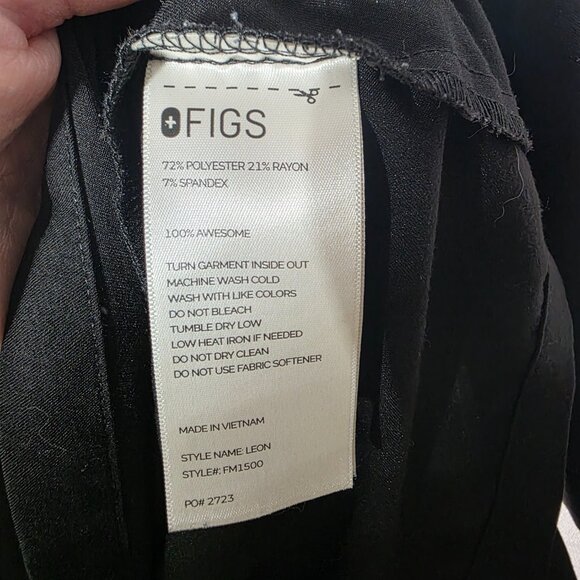 FIGS
72% POLYESTER 21% RAYON
7% SPANDEX
100% AWESOME
TURN GARMENT INSIDE OUT
MACHINE WASH COLD
WASH WITH LIKE COLORS
DO NOT BLEACH
TUMBLE DRY LOW
LOW HEAT IRON IF NEEDED
DO NOT DRY CLEAN
DO NOT USE FABRIC SOFTENER
MADE IN VIETNAM
STYLE NAME: LEON
STYLE#: FM1500
PO# 2723